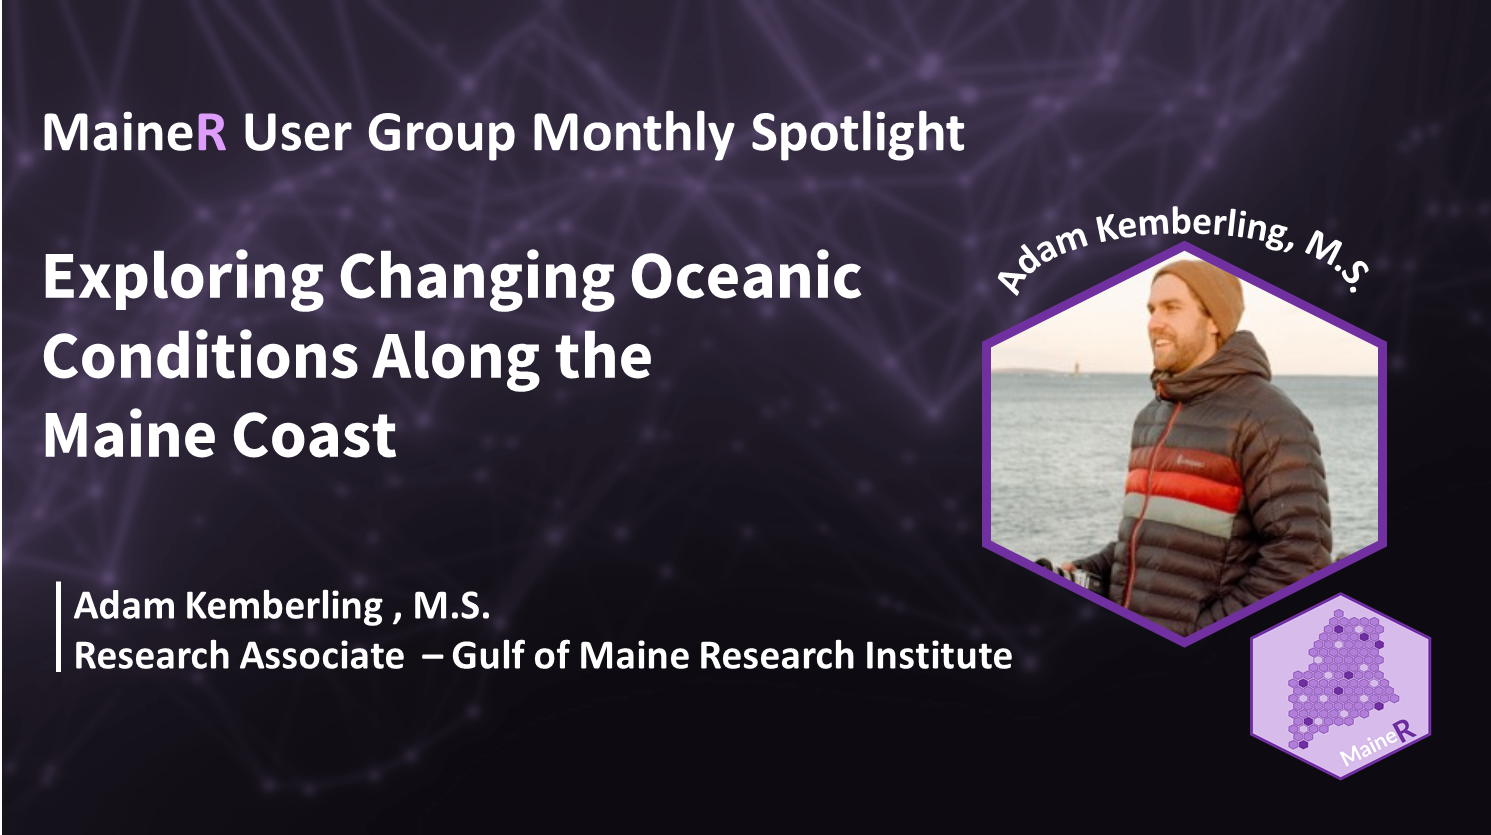 MaineR User Group Monthly Spotlight
Exploring Changing Oceanic
Conditions Along the
Maine Coast
Adam Kemberling, M.S.
Adam Kemberling , M.S.
Research Associate – Gulf of Maine Research Institute
MaineR